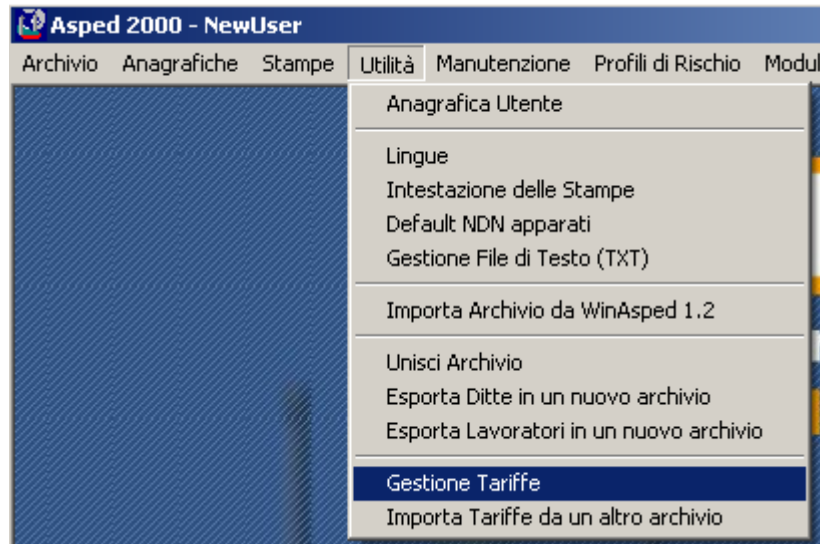 Asped 2000 - NewUser
Archivio Anagrafiche Stampe Utilità Manutenzione Profili di Rischio Modul
Anagrafica Utente
Lingue
Intestazione delle Stampe
Default NDN apparati
Gestione File di Testo (TXT)
Importa Archivio da WinAsped 1.2
Unisci Archivio
Esporta Ditte in un nuovo archivio
Esporta Lavoratori in un nuovo archivio
Gestione Tariffe
Importa Tariffe da un altro archivio